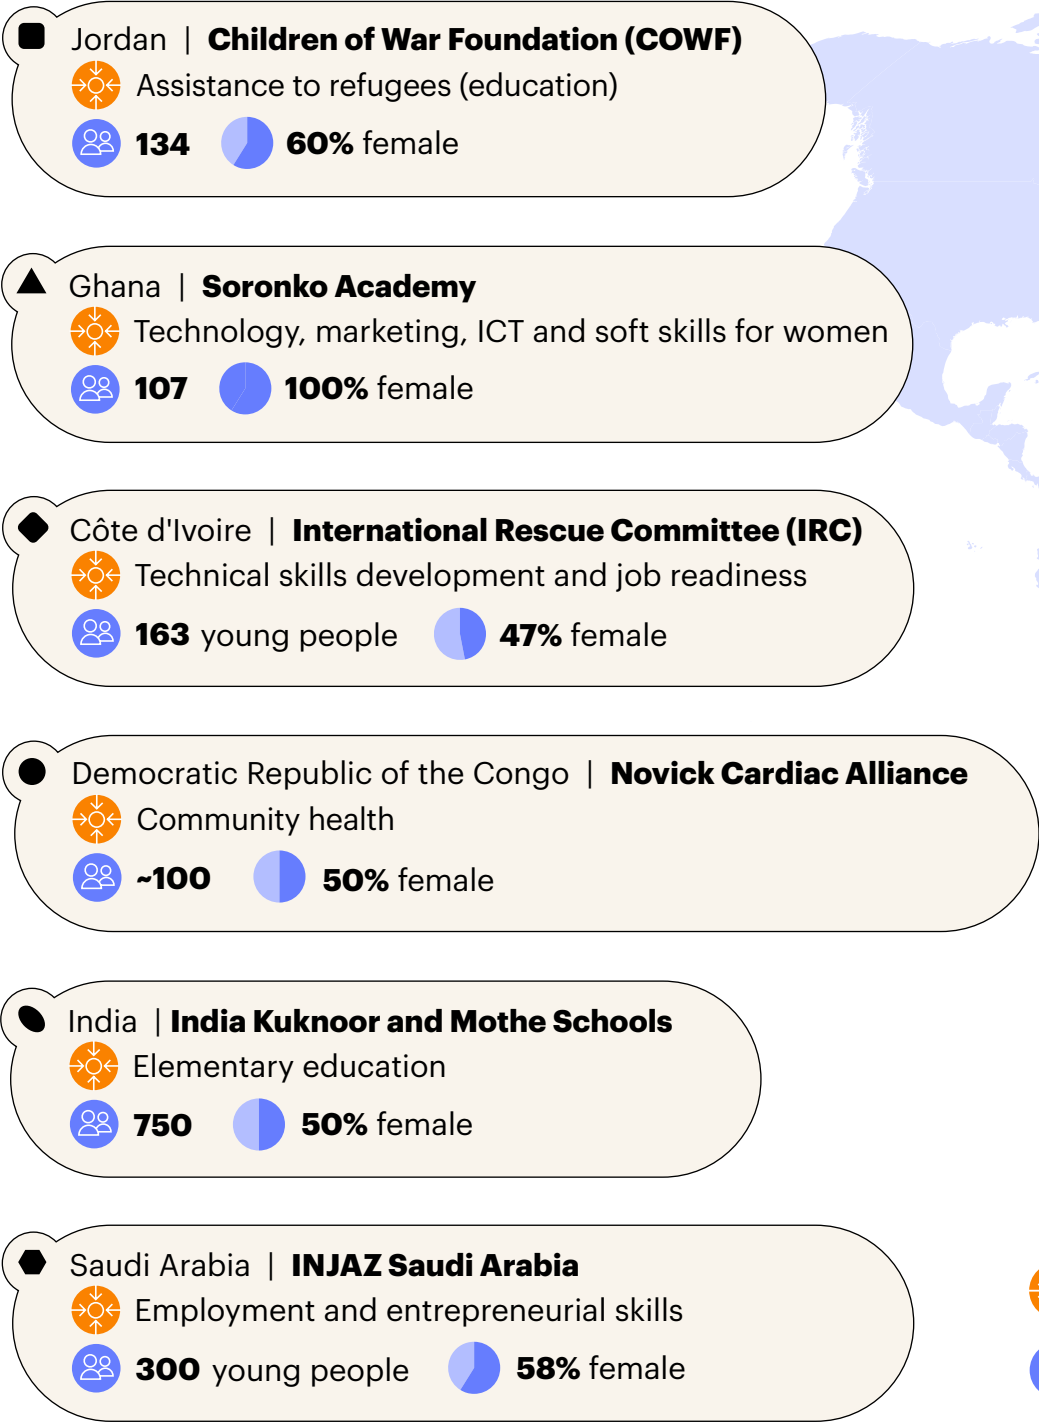 Jordan | Children of War Foundation (COWF)
Assistance to refugees (education)
134 60% female
Ghana | Soronko Academy
Technology, marketing, ICT and soft skills for women
107 100% female
Côte d'Ivoire | International Rescue Committee (IRC)
Technical skills development and job readiness
163 young people 47% female
Democratic Republic of the Congo | Novick Cardiac Alliance
Community health
~100 50% female
India | India Kuknoor and Mothe Schools
Elementary education
750 50% female
Saudi Arabia | INJAZ Saudi Arabia
Employment and entrepreneurial skills
300 young people 58% female